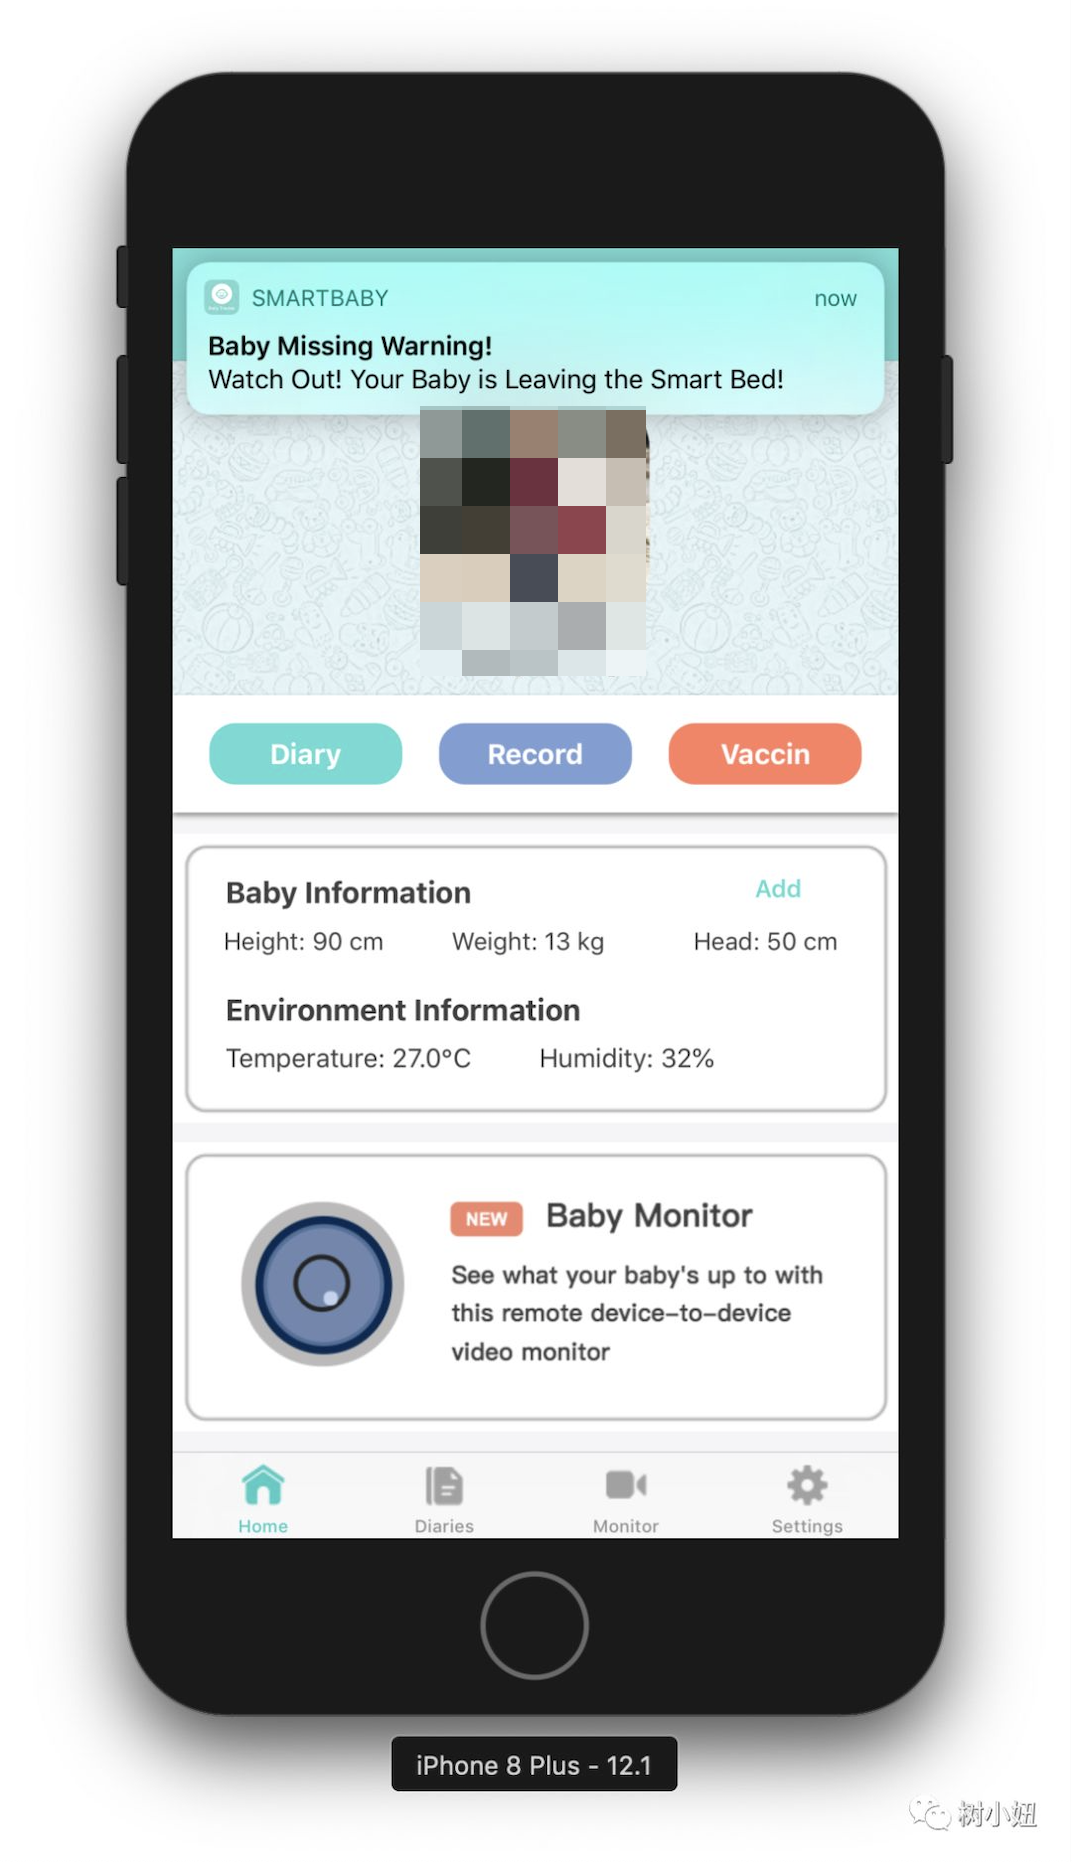 SMARTBABY
now
Baby Missing Warning!
Watch Out! Your Baby is Leaving the Smart Bed!
Diary
Record
Vaccin
Baby Information
Add
Height: 90 cm
Weight: 13 kg
Head: 50 cm
Environment Information
Temperature: 27.0°C
Humidity: 32%
NEW
Baby Monitor
See what your baby's up to with
this remote device-to-device
video monitor
Home
Diaries
Monitor
Settings
iPhone 8 Plus - 12.1
树小妞